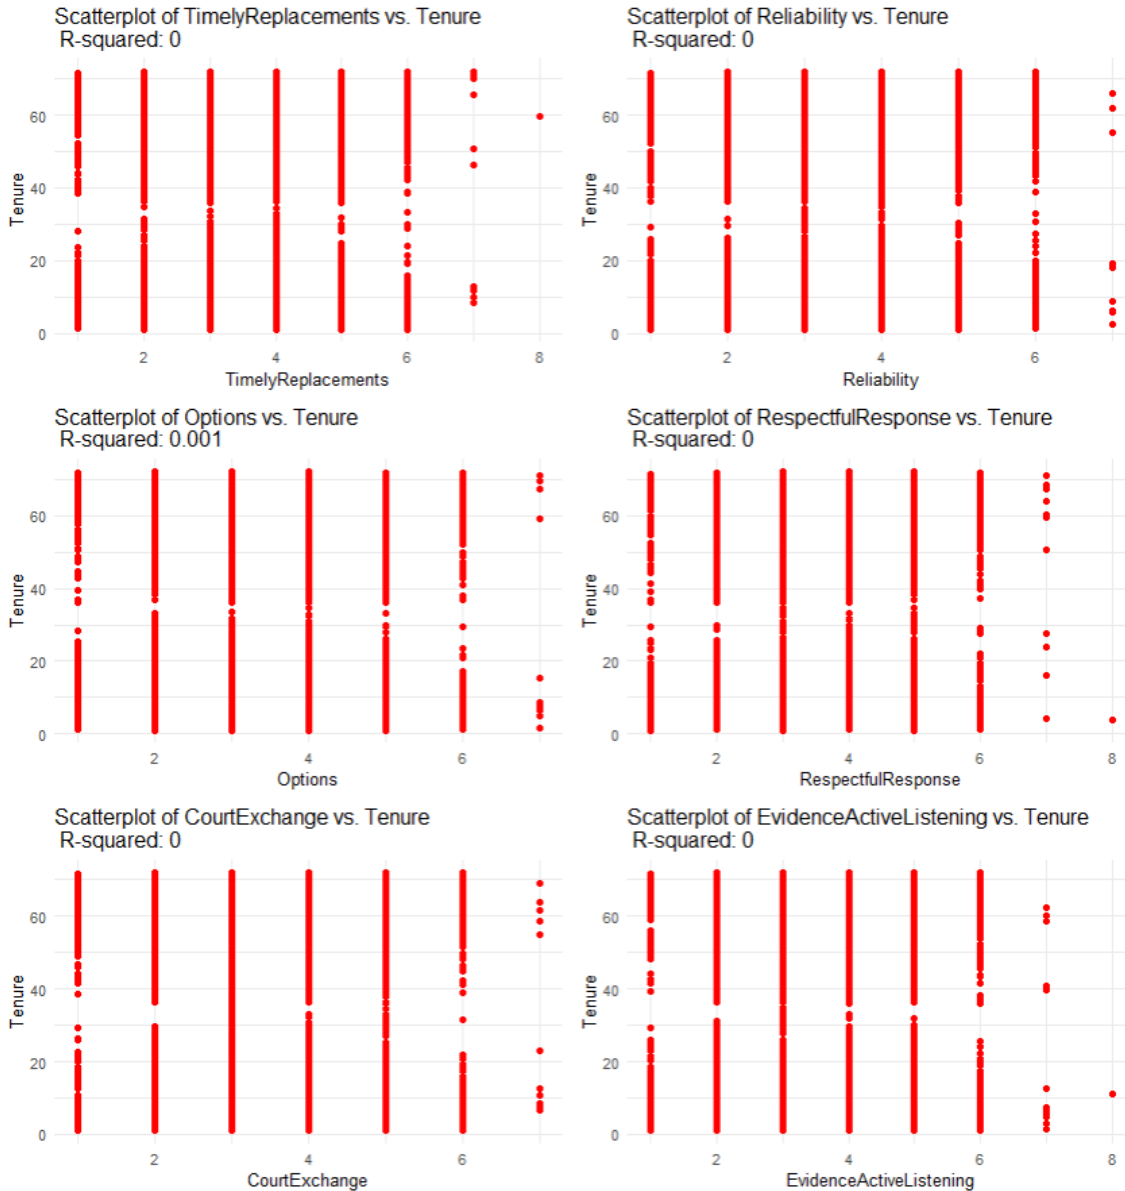 Scatterplot of TimelyReplacements vs. Tenure
R-squared: 0
60
40
20
0
Tenure
2
4
6
8
TimelyReplacements
Scatterplot of Reliability vs. Tenure
R-squared: 0
60
40
20
0
Tenure
2
4
6
Reliability
Scatterplot of Options vs. Tenure
R-squared: 0.001
60
40
20
0
Tenure
2
4
6
Options
Scatterplot of RespectfulResponse vs. Tenure
R-squared: 0
60
40
20
0
Tenure
2
4
6
8
RespectfulResponse
Scatterplot of CourtExchange vs. Tenure
R-squared: 0
60
40
20
0
Tenure
2
4
6
CourtExchange
Scatterplot of EvidenceActiveListening vs. Tenure
R-squared: 0
60
40
20
0
Tenure
2
4
6
8
EvidenceActiveListening